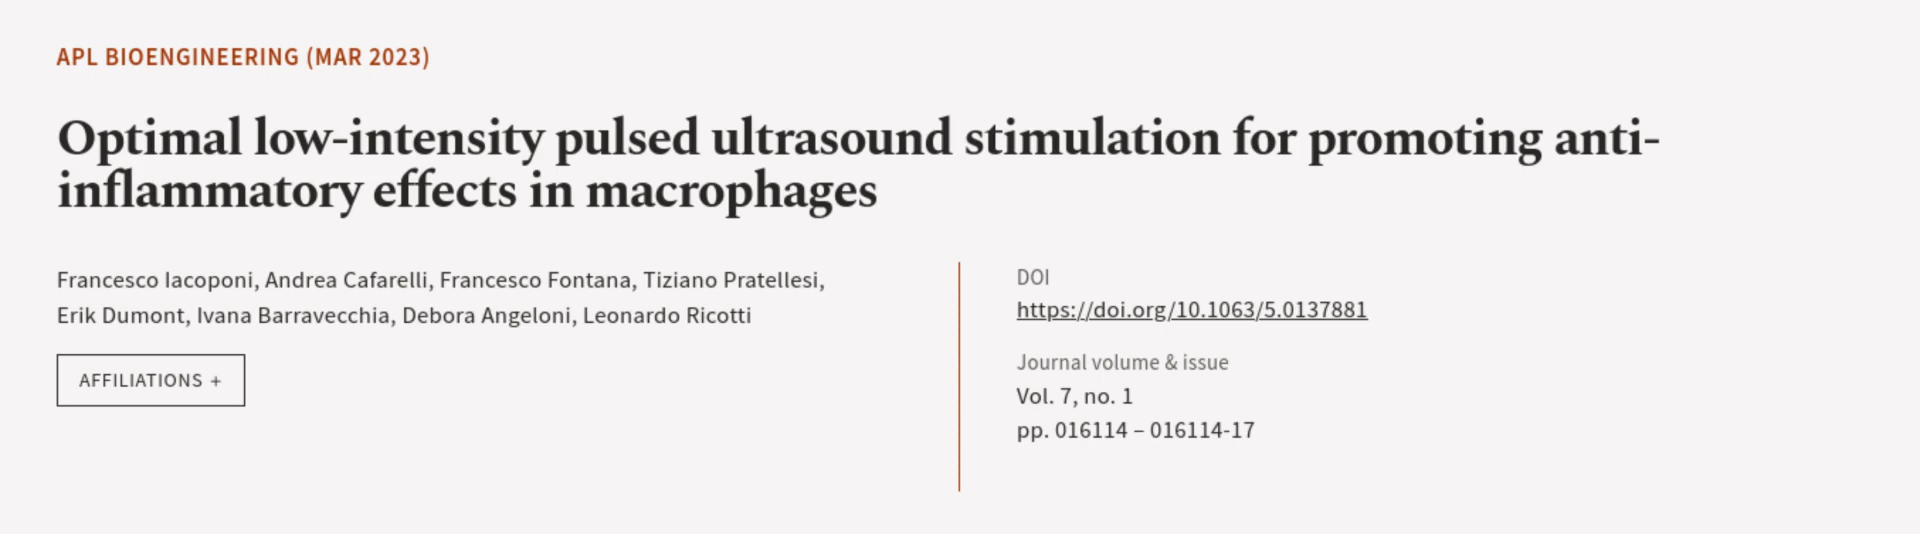 APL BIOENGINEERING (MAR 2023)
Optimal low-intensity pulsed ultrasound stimulation for promoting anti-
inflammatory effects in macrophages
Francesco Iacoponi, Andrea Cafarelli, Francesco Fontana, Tiziano Pratellesi,
Erik Dumont, Ivana Barravecchia, Debora Angeloni, Leonardo Ricotti
AFFILIATIONS +
DOI
https://doi.org/10.1063/5.0137881
Journal volume & issue
Vol. 7, no. 1
pp. 016114 – 016114-17